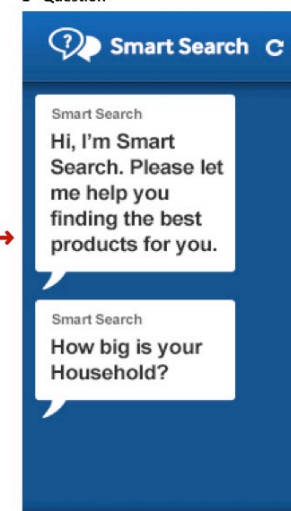 Smart Search
Smart Search
Hi, I'm Smart
Search. Please let
me help you
finding the best
products for you.
Smart Search
How big is your
Household?